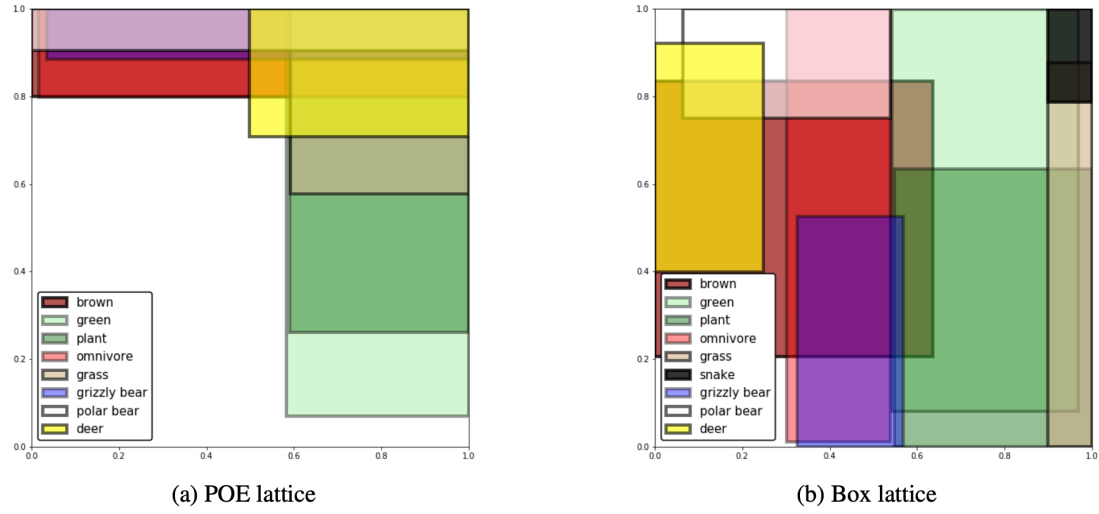 1.0
0.8
0.6
0.4
0.2
0.0
0.0 0.2 0.4 0.6 0.8 1.0
brown
green
plant
omnivore
grass
grizzly bear
polar bear
deer
(a) POE lattice
1.0
0.8
0.6
0.4
0.2
0.0
0.0 0.2 0.4 0.6 0.8 1.0
brown
green
plant
omnivore
grass
snake
grizzly bear
polar bear
deer
(b) Box lattice